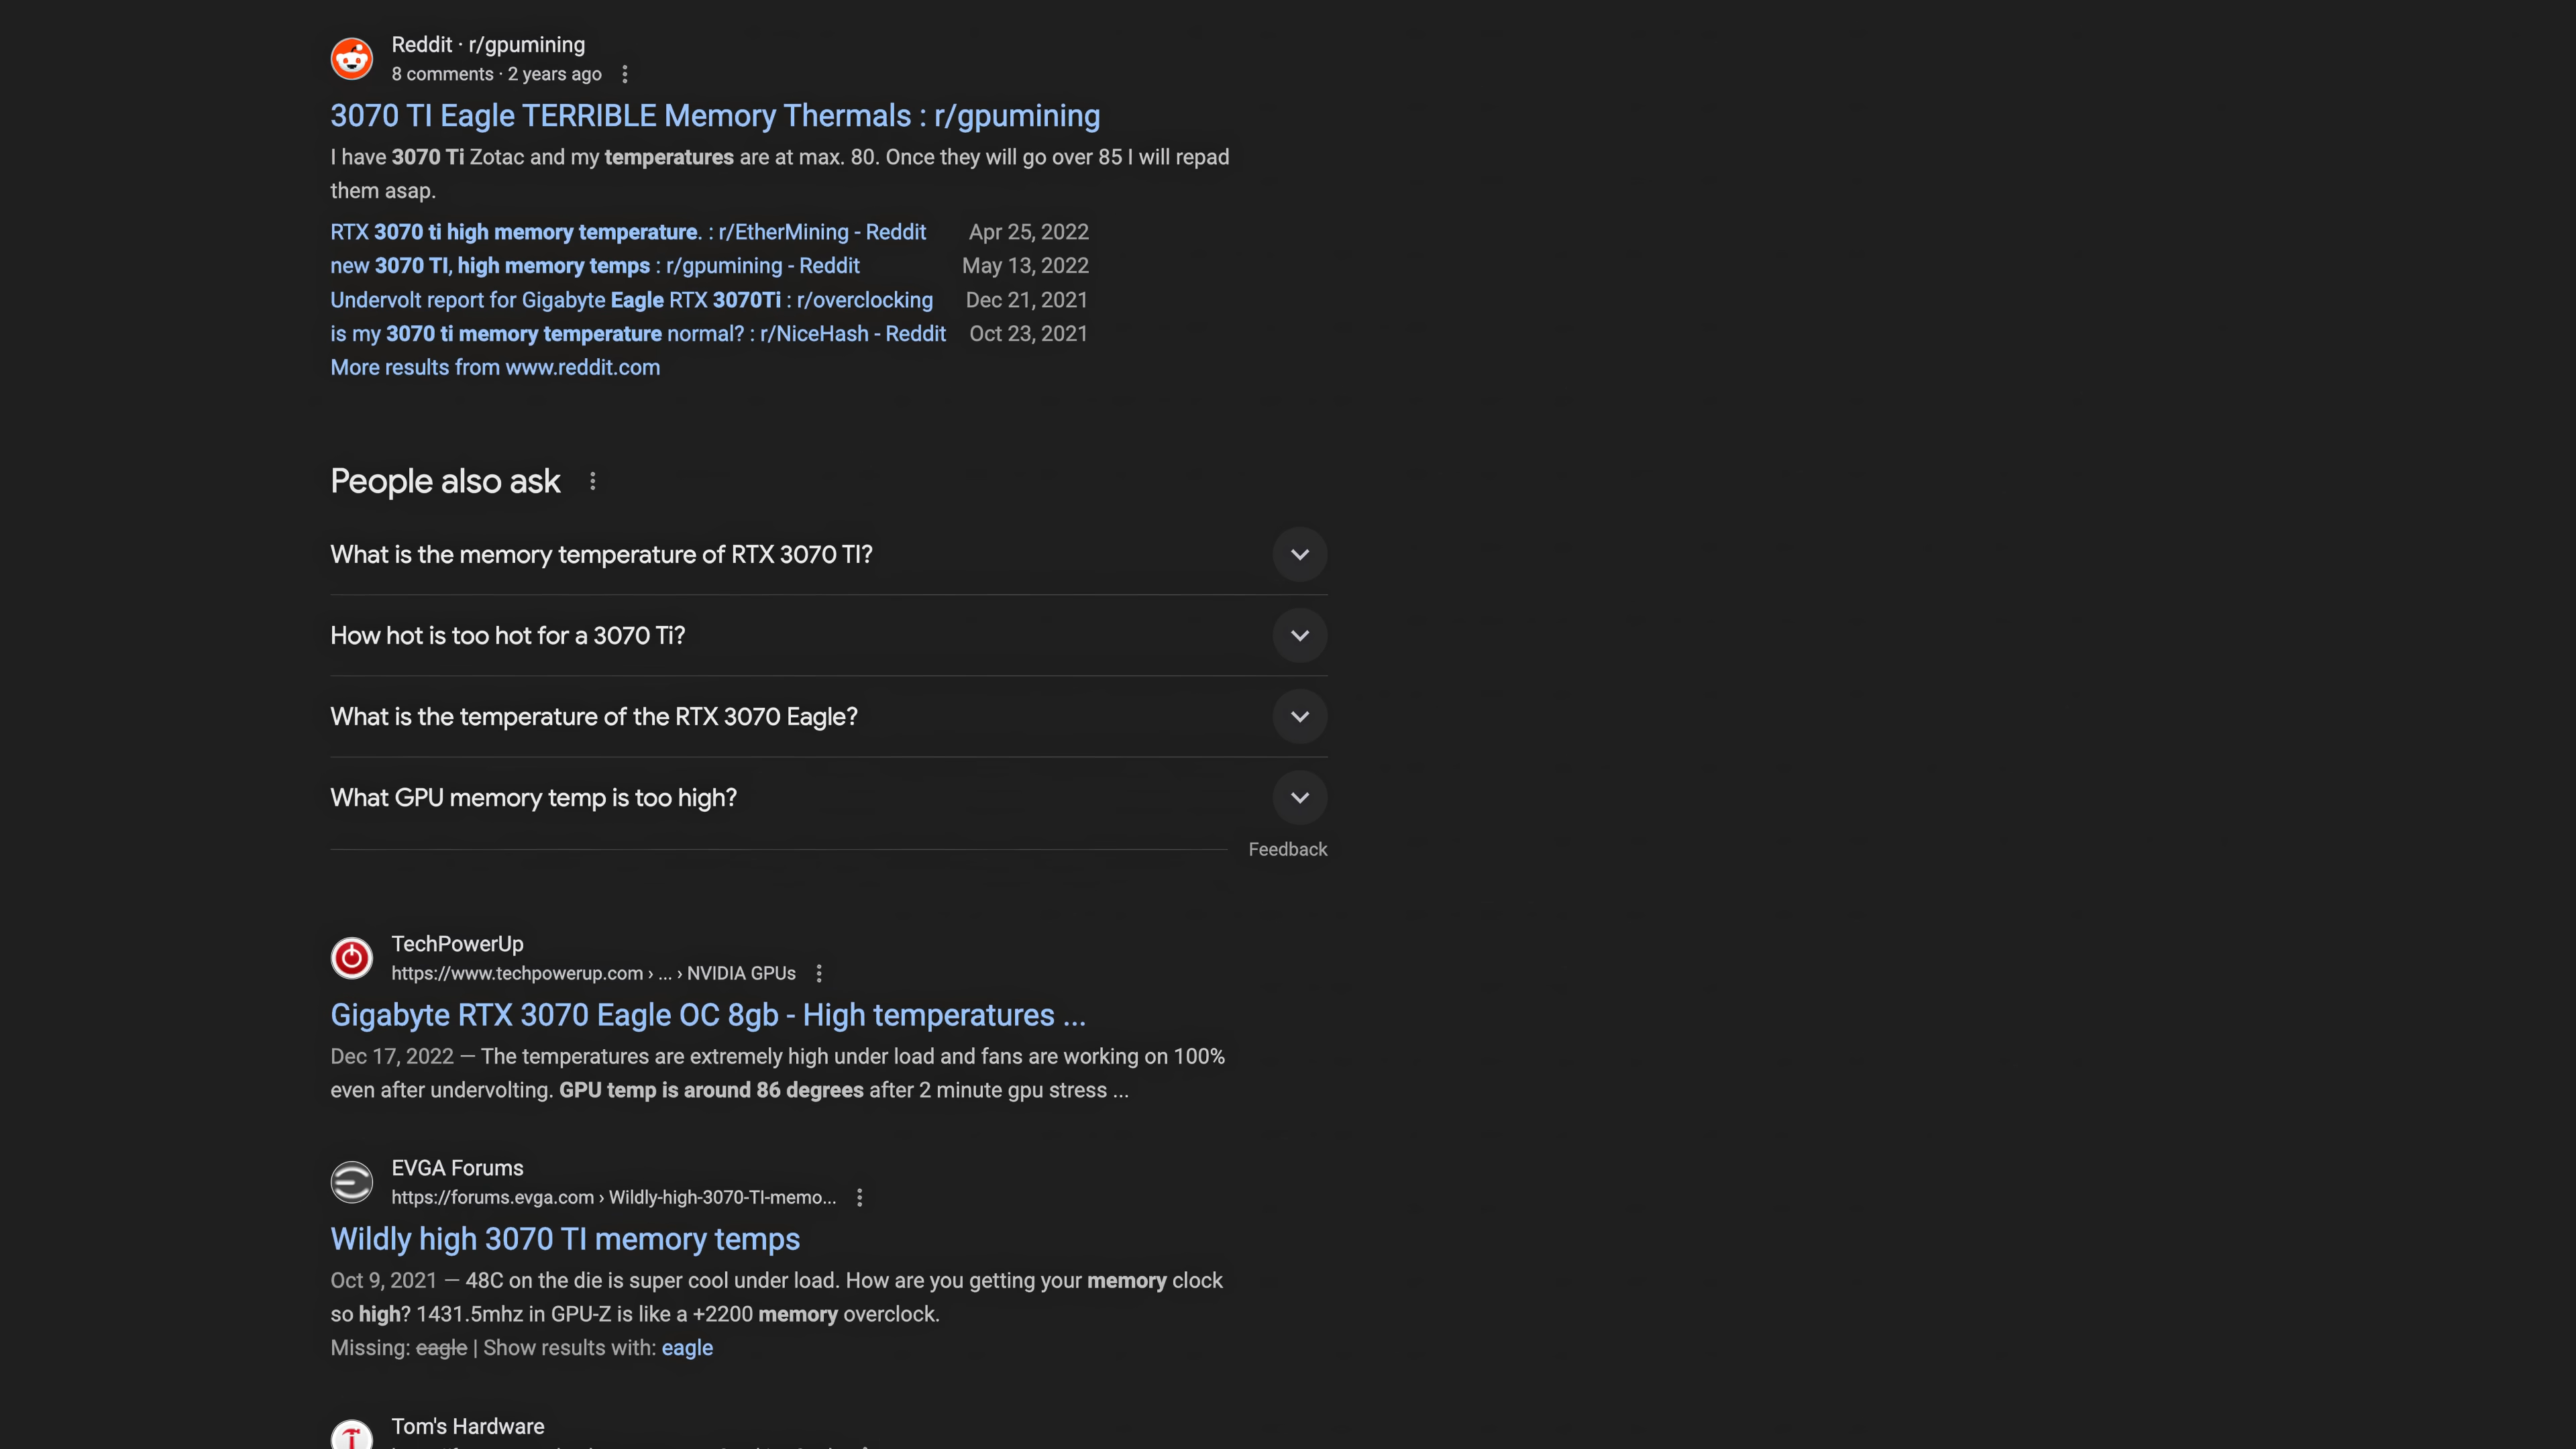 Reddit · r/gpumining
8 comments · 2 years ago
3070 TI Eagle TERRIBLE Memory Thermals : r/gpumining
I have 3070 Ti Zotac and my temperatures are at max. 80. Once they will go over 85 I will repad
them asap.
RTX 3070 ti high memory temperature. : r/EtherMining - Reddit Apr 25, 2022
new 3070 TI, high memory temps : r/gpumining - Reddit May 13, 2022
Undervolt report for Gigabyte Eagle RTX 3070Ti : r/overclocking Dec 21, 2021
is my 3070 ti memory temperature normal? : r/NiceHash - Reddit Oct 23, 2021
More results from www.reddit.com
People also ask
What is the memory temperature of RTX 3070 TI?
How hot is too hot for a 3070 Ti?
What is the temperature of the RTX 3070 Eagle?
What GPU memory temp is too high?
Feedback
TechPowerUp
https://www.techpowerup.com › ... › NVIDIA GPUs
Gigabyte RTX 3070 Eagle OC 8gb - High temperatures ...
Dec 17, 2022 — The temperatures are extremely high under load and fans are working on 100%
even after undervolting. GPU temp is around 86 degrees after 2 minute gpu stress ...
EVGA Forums
https://forums.evga.com › Wildly-high-3070-TI-memo...
Wildly high 3070 TI memory temps
Oct 9, 2021 — 48C on the die is super cool under load. How are you getting your memory clock
so high? 1431.5mhz in GPU-Z is like a +2200 memory overclock.
Missing: eagle | Show results with: eagle
Tom's Hardware